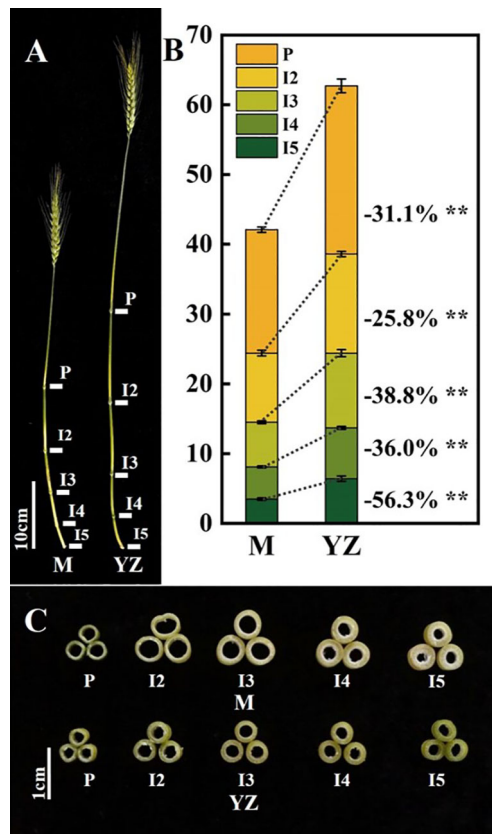 A
P
I2
I3
I4
I5
M
P
I2
I3
I4
I5
YZ
10cm
B
P
I2
I3
I4
I5
70
60
50
40
30
20
10
0
-31.1% **
-25.8% **
-38.8% **
-36.0% **
-56.3% **
M YZ
C
P I2 I3 I4 I5
M
P I2 I3 I4 I5
YZ
1cm